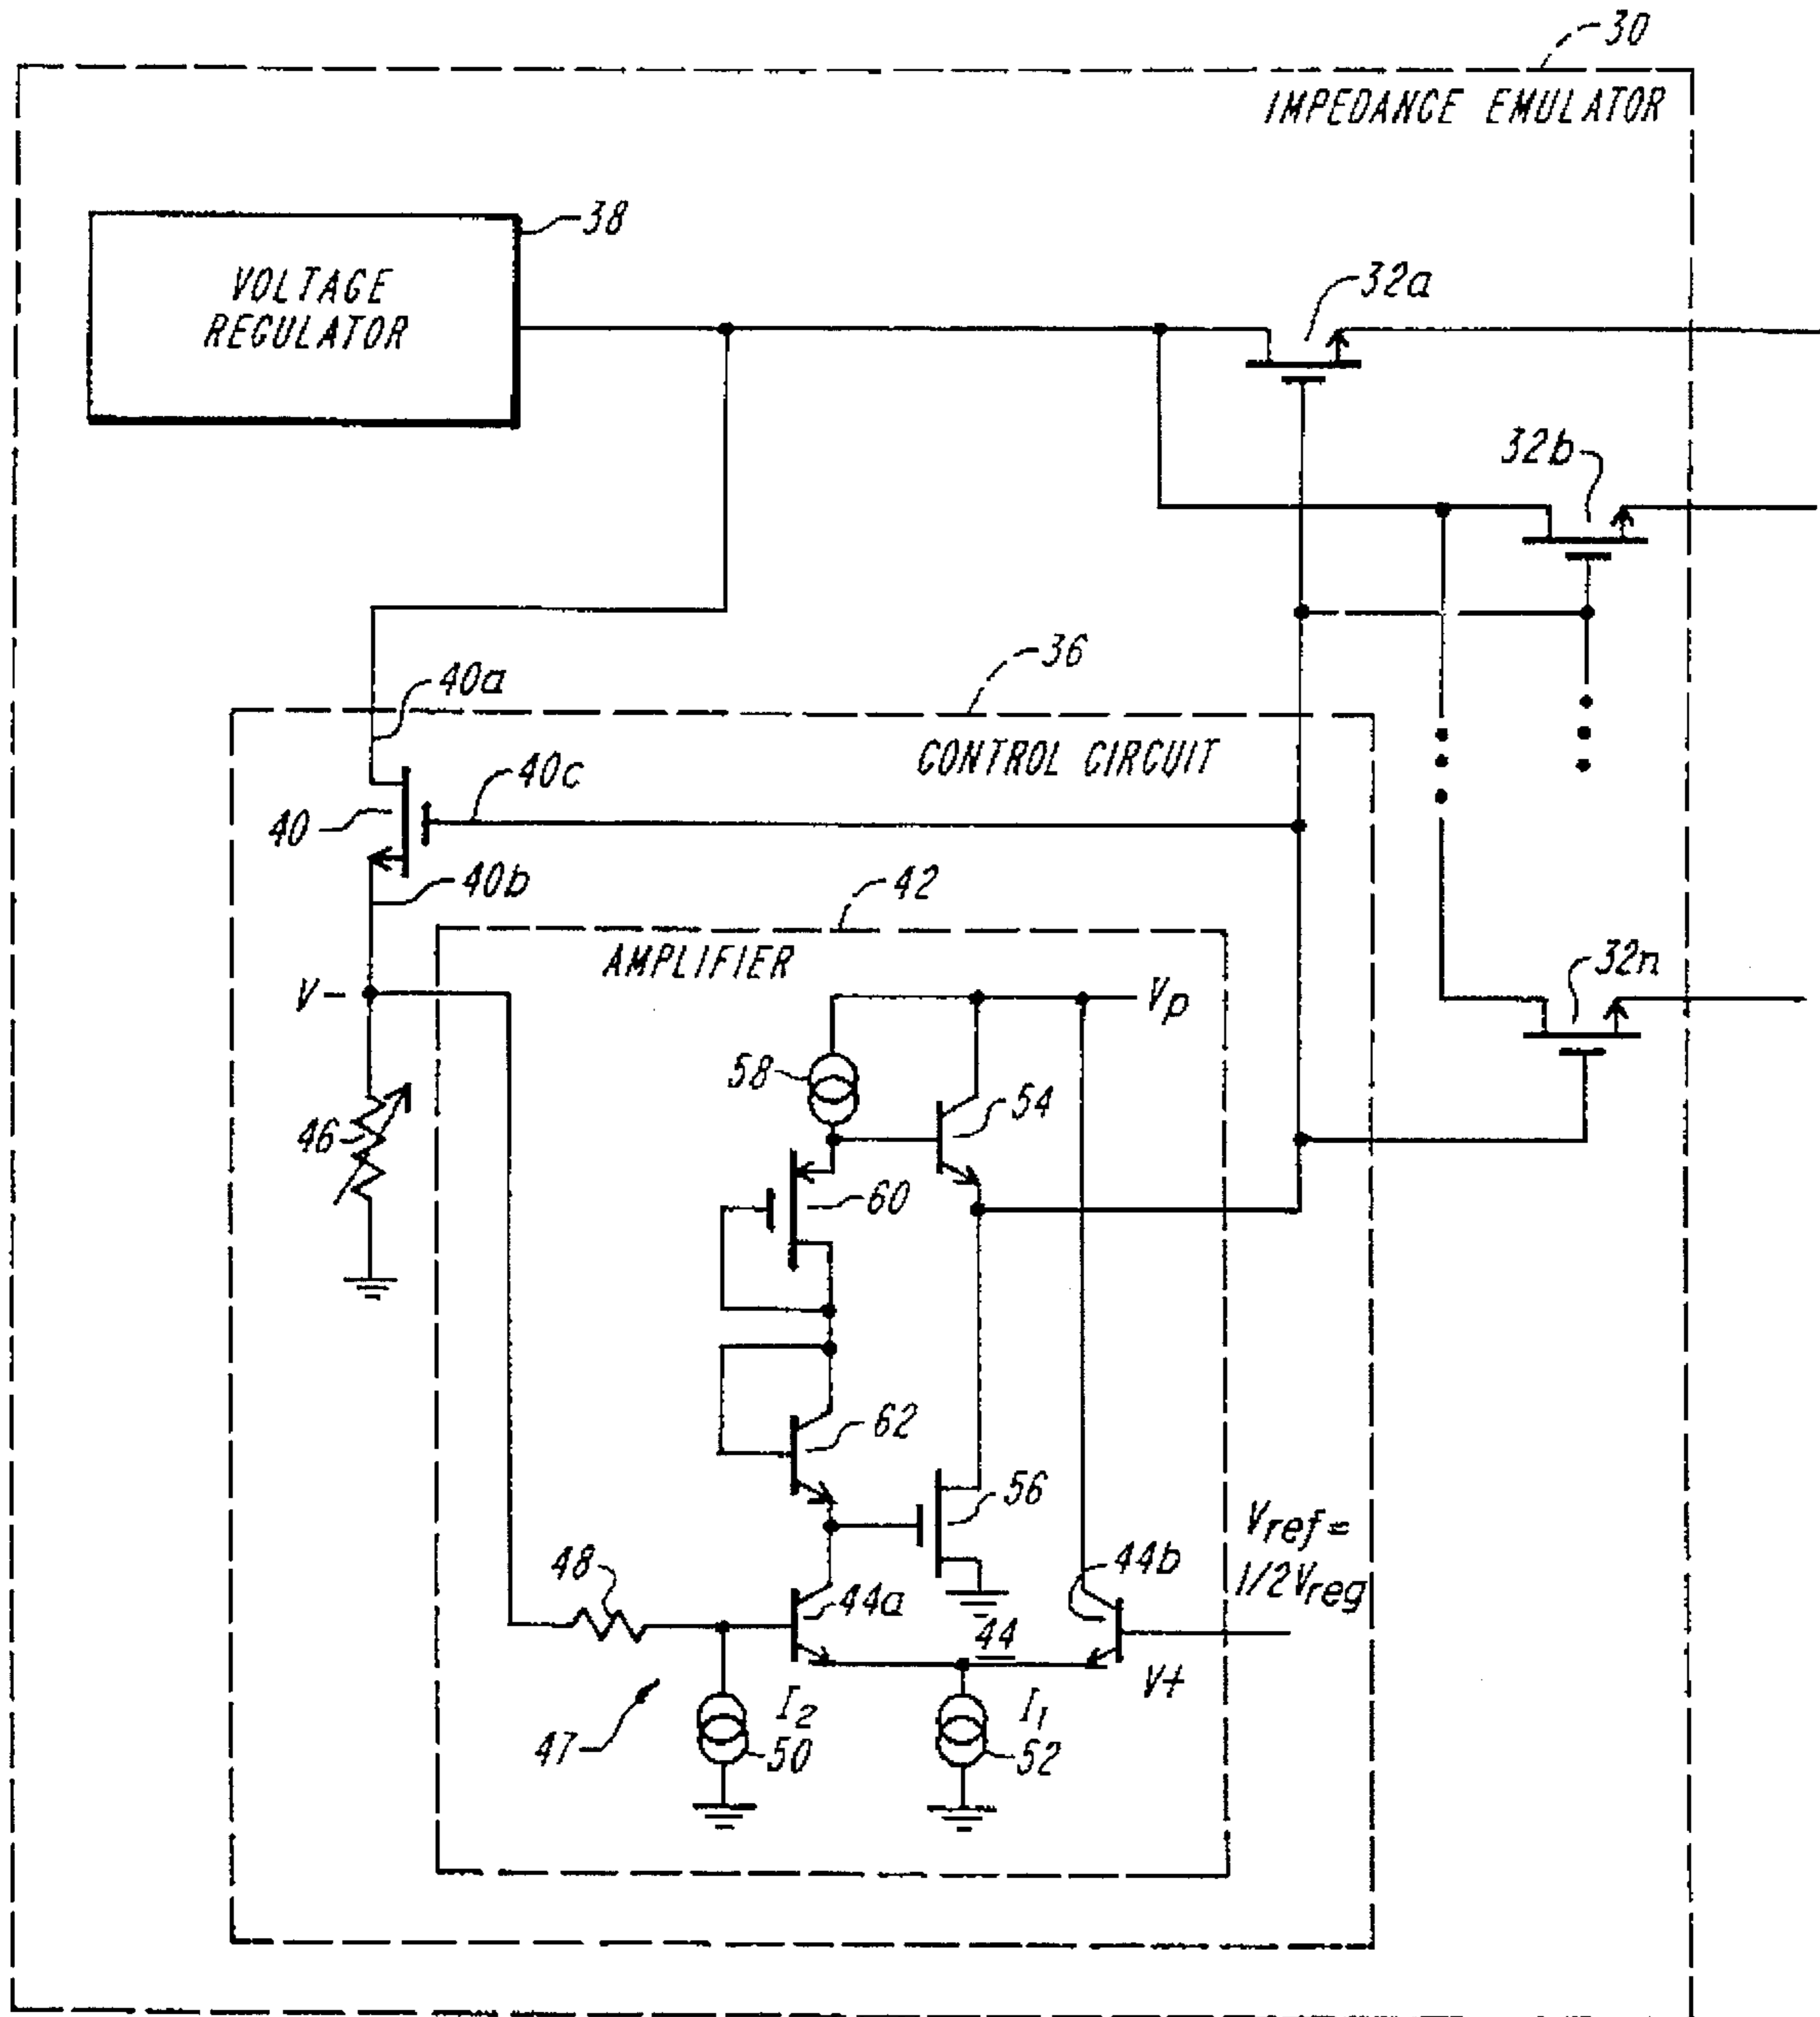 30
IMPEDANCE EMULATOR
38
VOLTAGE
REGULATOR
32a
32b
36
40a
CONTROL CIRCUIT
40c
40
40b
42
AMPLIFIER
32n
V-
Vp
58
54
46
60
62
56
Vref=
1/2Vreg
48
44a
44b
44
V+
I2
I1
47
50
52